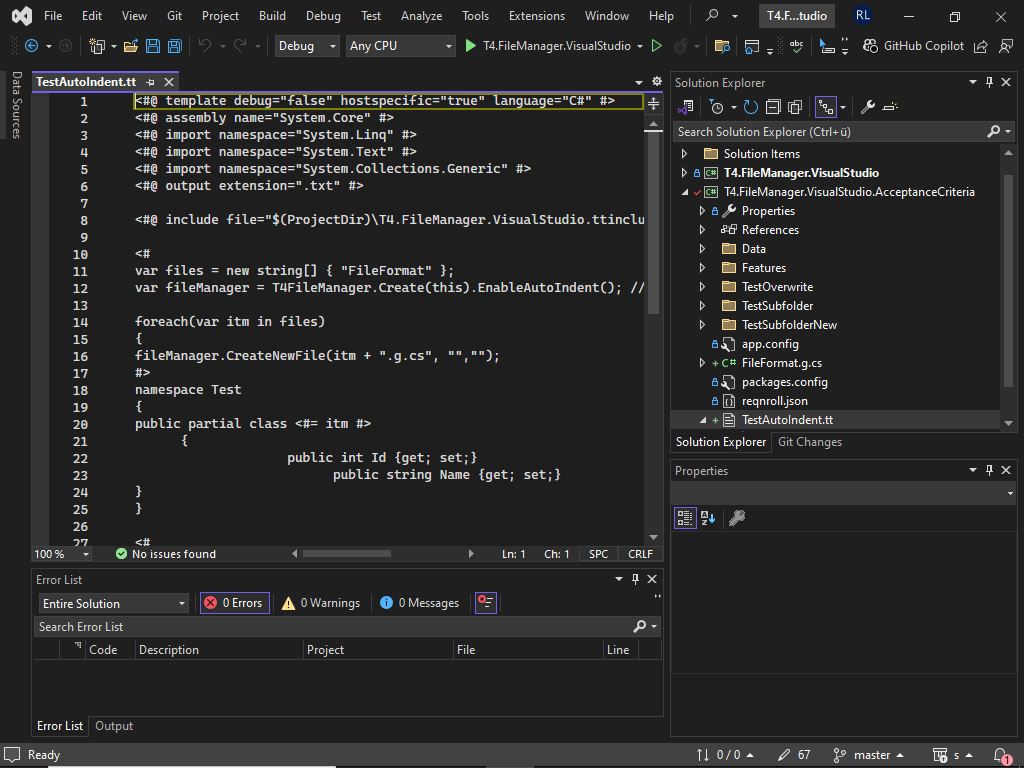 File Edit View Git Project Build Debug Test Analyze Tools Extensions Window Help T4.F...tudio RL
Debug Any CPU T4.FileManager.VisualStudio GitHub Copilot
Data Sources
TestAutoIndent.tt
1 <#@ template debug="false" hostspecific="true" language="C#" #>
2 <#@ assembly name="System.Core" #>
3 <#@ import namespace="System.Linq" #>
4 <#@ import namespace="System.Text" #>
5 <#@ import namespace="System.Collections.Generic" #>
6 <#@ output extension=".txt" #>
7
8 <#@ include file="$(ProjectDir)\T4.FileManager.VisualStudio.ttinclu
9
10 <#
11 var files = new string[] { "FileFormat" };
12 var fileManager = T4FileManager.Create(this).EnableAutoIndent(); //
13
14 foreach(var itm in files)
15 {
16 fileManager.CreateNewFile(itm + ".g.cs", "","");
17 #>
18 namespace Test
19 {
20 public partial class <#= itm #>
21 {
22 public int Id {get; set;}
23 public string Name {get; set;}
24 }
25 }
26
27 <#
100 % No issues found Ln: 1 Ch: 1 SPC CRLF
Error List
Entire Solution 0 Errors 0 Warnings 0 Messages
Search Error List
Code Description Project File Line
Error List Output
Solution Explorer
Search Solution Explorer (Ctrl+ü)
Solution Items
T4.FileManager.VisualStudio
T4.FileManager.VisualStudio.AcceptanceCriteria
Properties
References
Data
Features
TestOverwrite
TestSubfolder
TestSubfolderNew
app.config
FileFormat.g.cs
packages.config
reqnroll.json
TestAutoIndent.tt
Solution Explorer Git Changes
Properties
Ready 0 / 0 67 master s 1